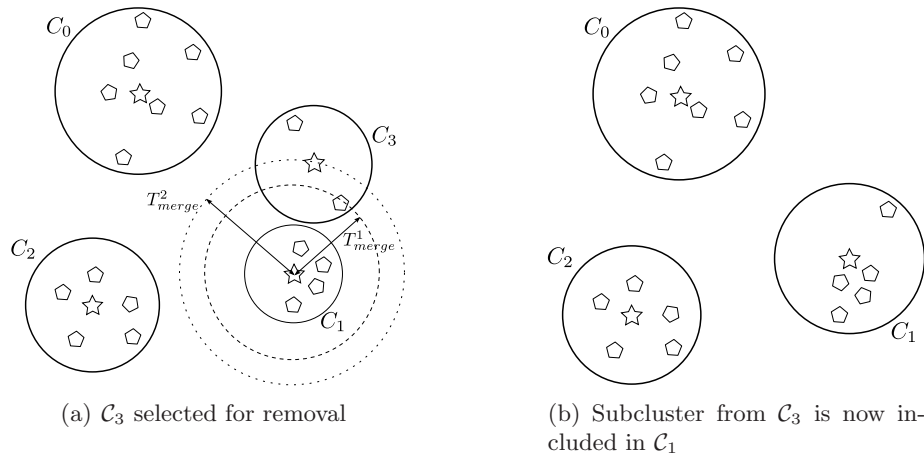 C₀
C₃
T²merge
T¹merge
C₂
C₁
(a) 𝒞₃ selected for removal
C₀
C₂
C₁
(b) Subcluster from 𝒞₃ is now in-
cluded in 𝒞₁